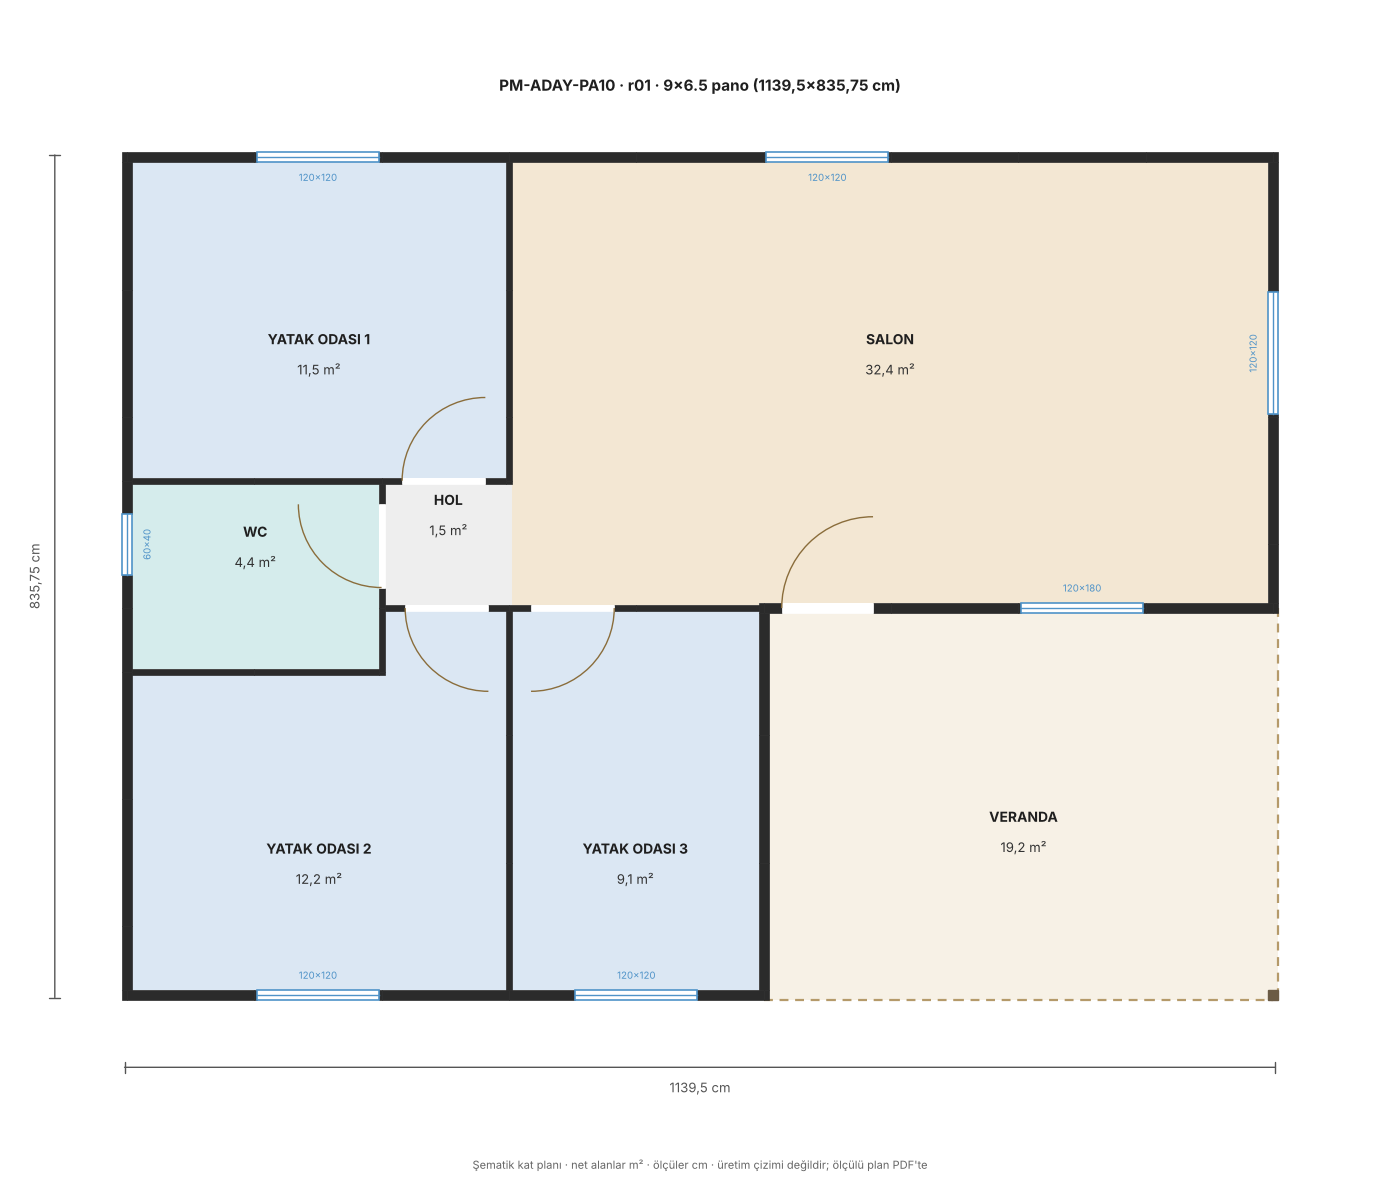 PM-ADAY-PA10 · r01 · 9×6.5 pano (1139,5×835,75 cm)
120×120
120×120
YATAK ODASI 1
11,5 m²
SALON
32,4 m²
120×120
HOL
1,5 m²
WC
4,4 m²
60×40
835,75 cm
120×180
VERANDA
19,2 m²
YATAK ODASI 2
12,2 m²
YATAK ODASI 3
9,1 m²
120×120
120×120
1139,5 cm
Şematik kat planı · net alanlar m² · ölçüler cm · üretim çizimi değildir; ölçülü plan PDF'te